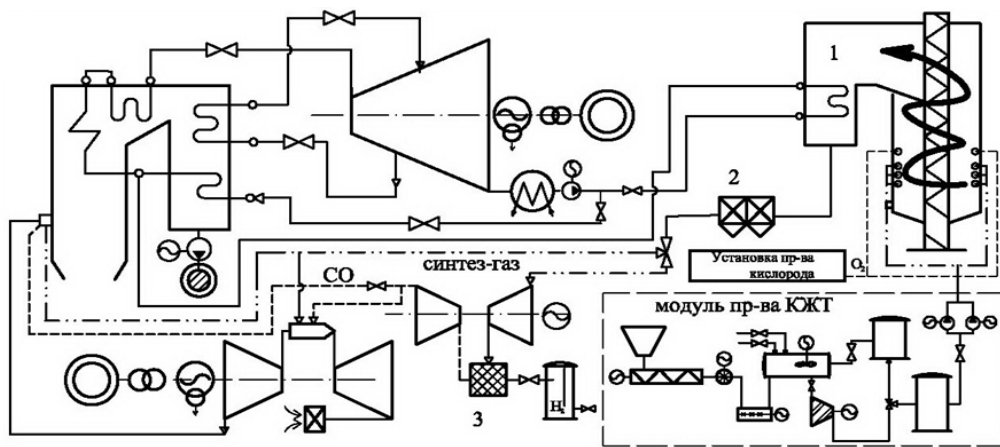 1
2
Установка пр-ва
кислорода
O₂
синтез-газ
CO
модуль пр-ва КЖТ
3
H₂